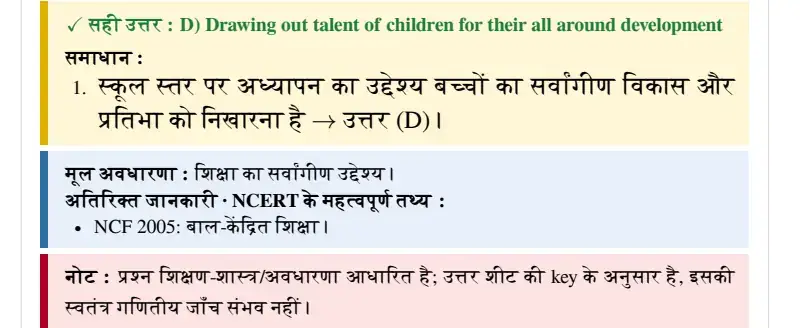 ✓ सही उत्तर : D) Drawing out talent of children for their all around development
समाधान :
1. स्कूल स्तर पर अध्यापन का उद्देश्य बच्चों का सर्वांगीण विकास और
प्रतिभा को निखारना है → उत्तर (D)।
मूल अवधारणा : शिक्षा का सर्वांगीण उद्देश्य।
अतिरिक्त जानकारी · NCERT के महत्वपूर्ण तथ्य :
• NCF 2005: बाल-केंद्रित शिक्षा।
नोट : प्रश्न शिक्षण-शास्त्र/अवधारणा आधारित है; उत्तर शीट की key के अनुसार है, इसकी
स्वतंत्र गणितीय जाँच संभव नहीं।